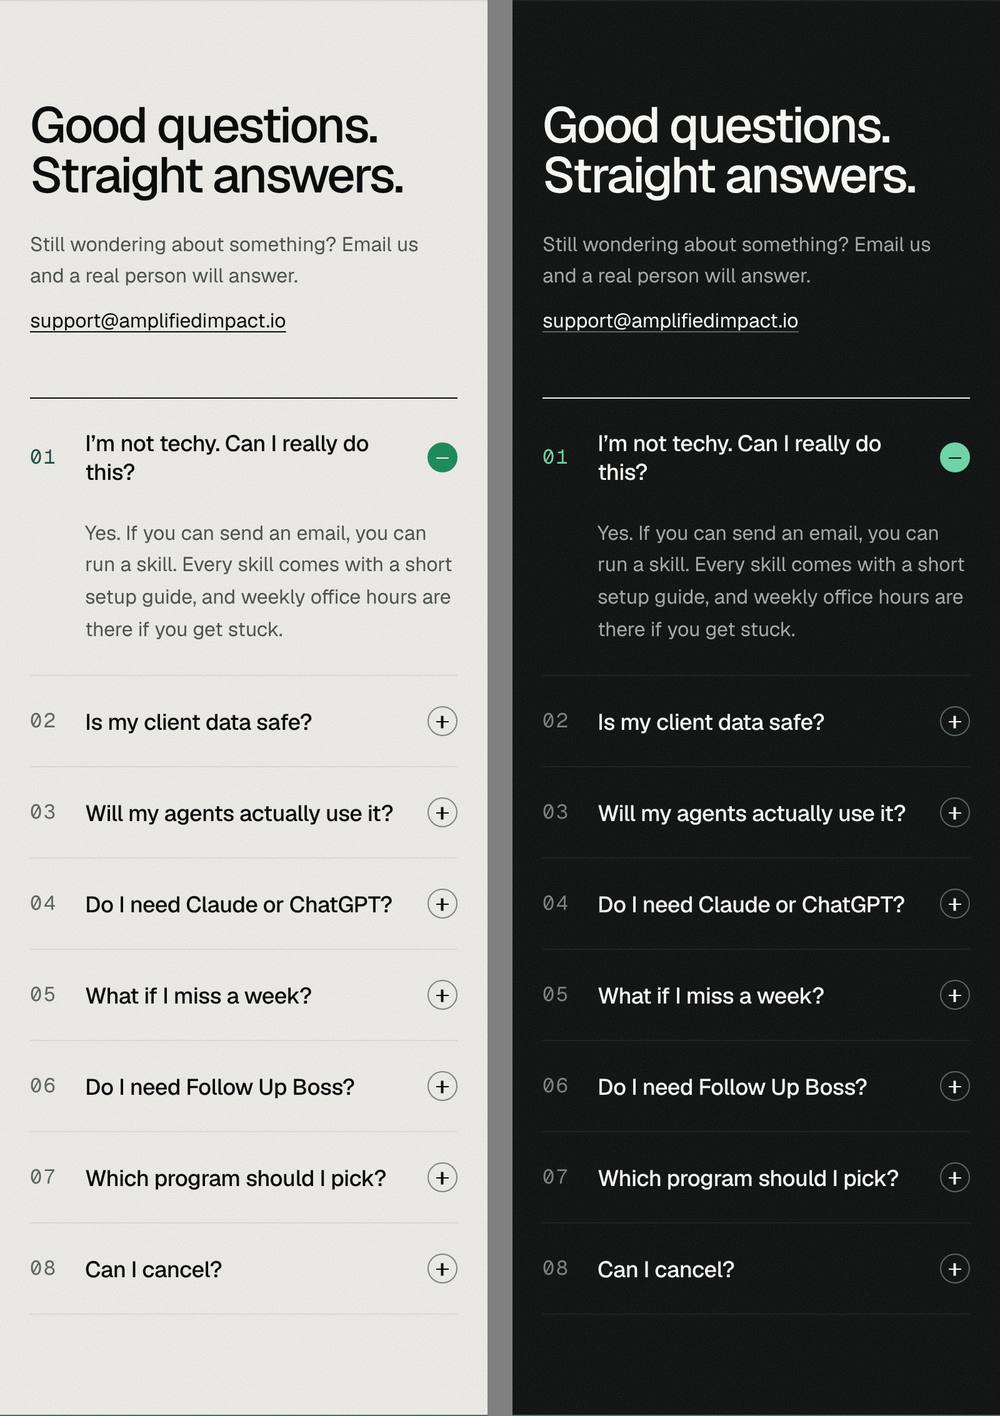 Good questions.
Straight answers.
Still wondering about something? Email us
and a real person will answer.
support@amplifiedimpact.io
01
I’m not techy. Can I really do
this?
Yes. If you can send an email, you can
run a skill. Every skill comes with a short
setup guide, and weekly office hours are
there if you get stuck.
02 Is my client data safe?
03 Will my agents actually use it?
04 Do I need Claude or ChatGPT?
05 What if I miss a week?
06 Do I need Follow Up Boss?
07 Which program should I pick?
08 Can I cancel?
Good questions.
Straight answers.
Still wondering about something? Email us
and a real person will answer.
support@amplifiedimpact.io
01
I’m not techy. Can I really do
this?
Yes. If you can send an email, you can
run a skill. Every skill comes with a short
setup guide, and weekly office hours are
there if you get stuck.
02 Is my client data safe?
03 Will my agents actually use it?
04 Do I need Claude or ChatGPT?
05 What if I miss a week?
06 Do I need Follow Up Boss?
07 Which program should I pick?
08 Can I cancel?